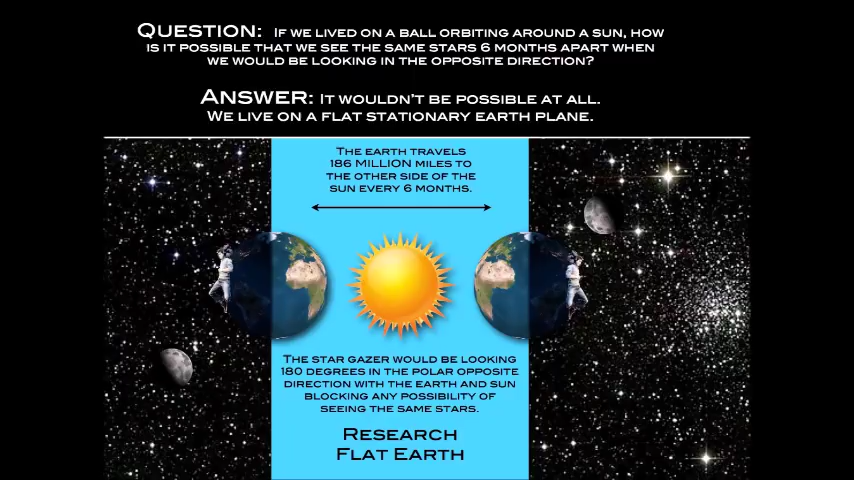 QUESTION: IF WE LIVED ON A BALL ORBITING AROUND A SUN, HOW
IS IT POSSIBLE THAT WE SEE THE SAME STARS 6 MONTHS APART WHEN
WE WOULD BE LOOKING IN THE OPPOSITE DIRECTION?
ANSWER: IT WOULDN'T BE POSSIBLE AT ALL.
WE LIVE ON A FLAT STATIONARY EARTH PLANE.
THE EARTH TRAVELS
186 MILLION MILES TO
THE OTHER SIDE OF THE
SUN EVERY 6 MONTHS.
THE STAR GAZER WOULD BE LOOKING
180 DEGREES IN THE POLAR OPPOSITE
DIRECTION WITH THE EARTH AND SUN
BLOCKING ANY POSSIBILITY OF
SEEING THE SAME STARS.
RESEARCH
FLAT EARTH